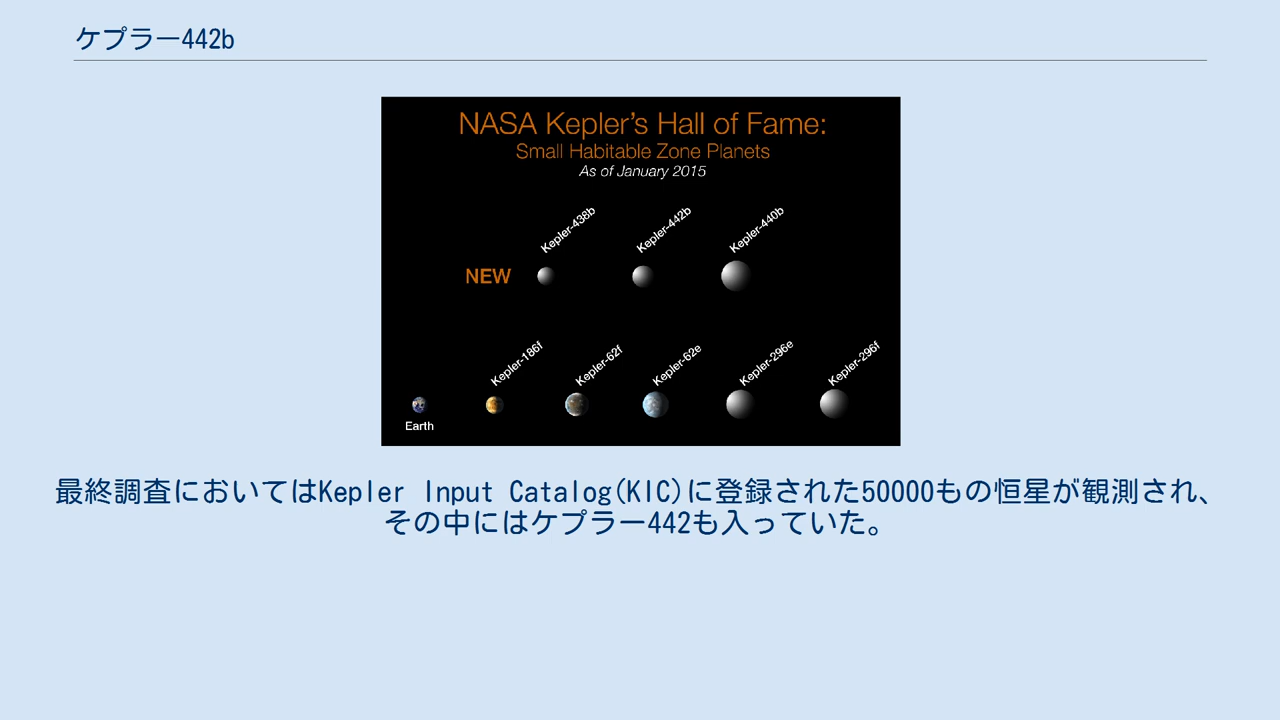 ケプラー442b
NASA Kepler's Hall of Fame:
Small Habitable Zone Planets
As of January 2015
Kepler-438b
Kepler-442b
Kepler-440b
NEW
Kepler-186f
Kepler-62f
Kepler-62e
Kepler-296e
Kepler-296f
Earth
最終調査においてはKepler Input Catalog(KIC)に登録された50000もの恒星が観測され、
その中にはケプラー442も入っていた。